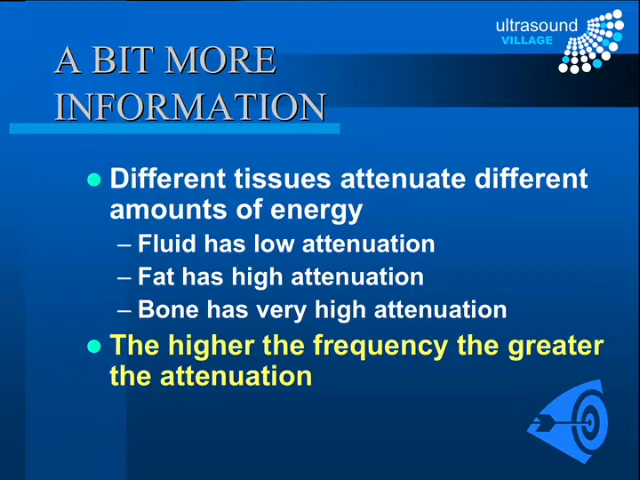 ultrasound
VILLAGE
A BIT MORE
INFORMATION
Different tissues attenuate different
amounts of energy
– Fluid has low attenuation
– Fat has high attenuation
– Bone has very high attenuation
The higher the frequency the greater
the attenuation